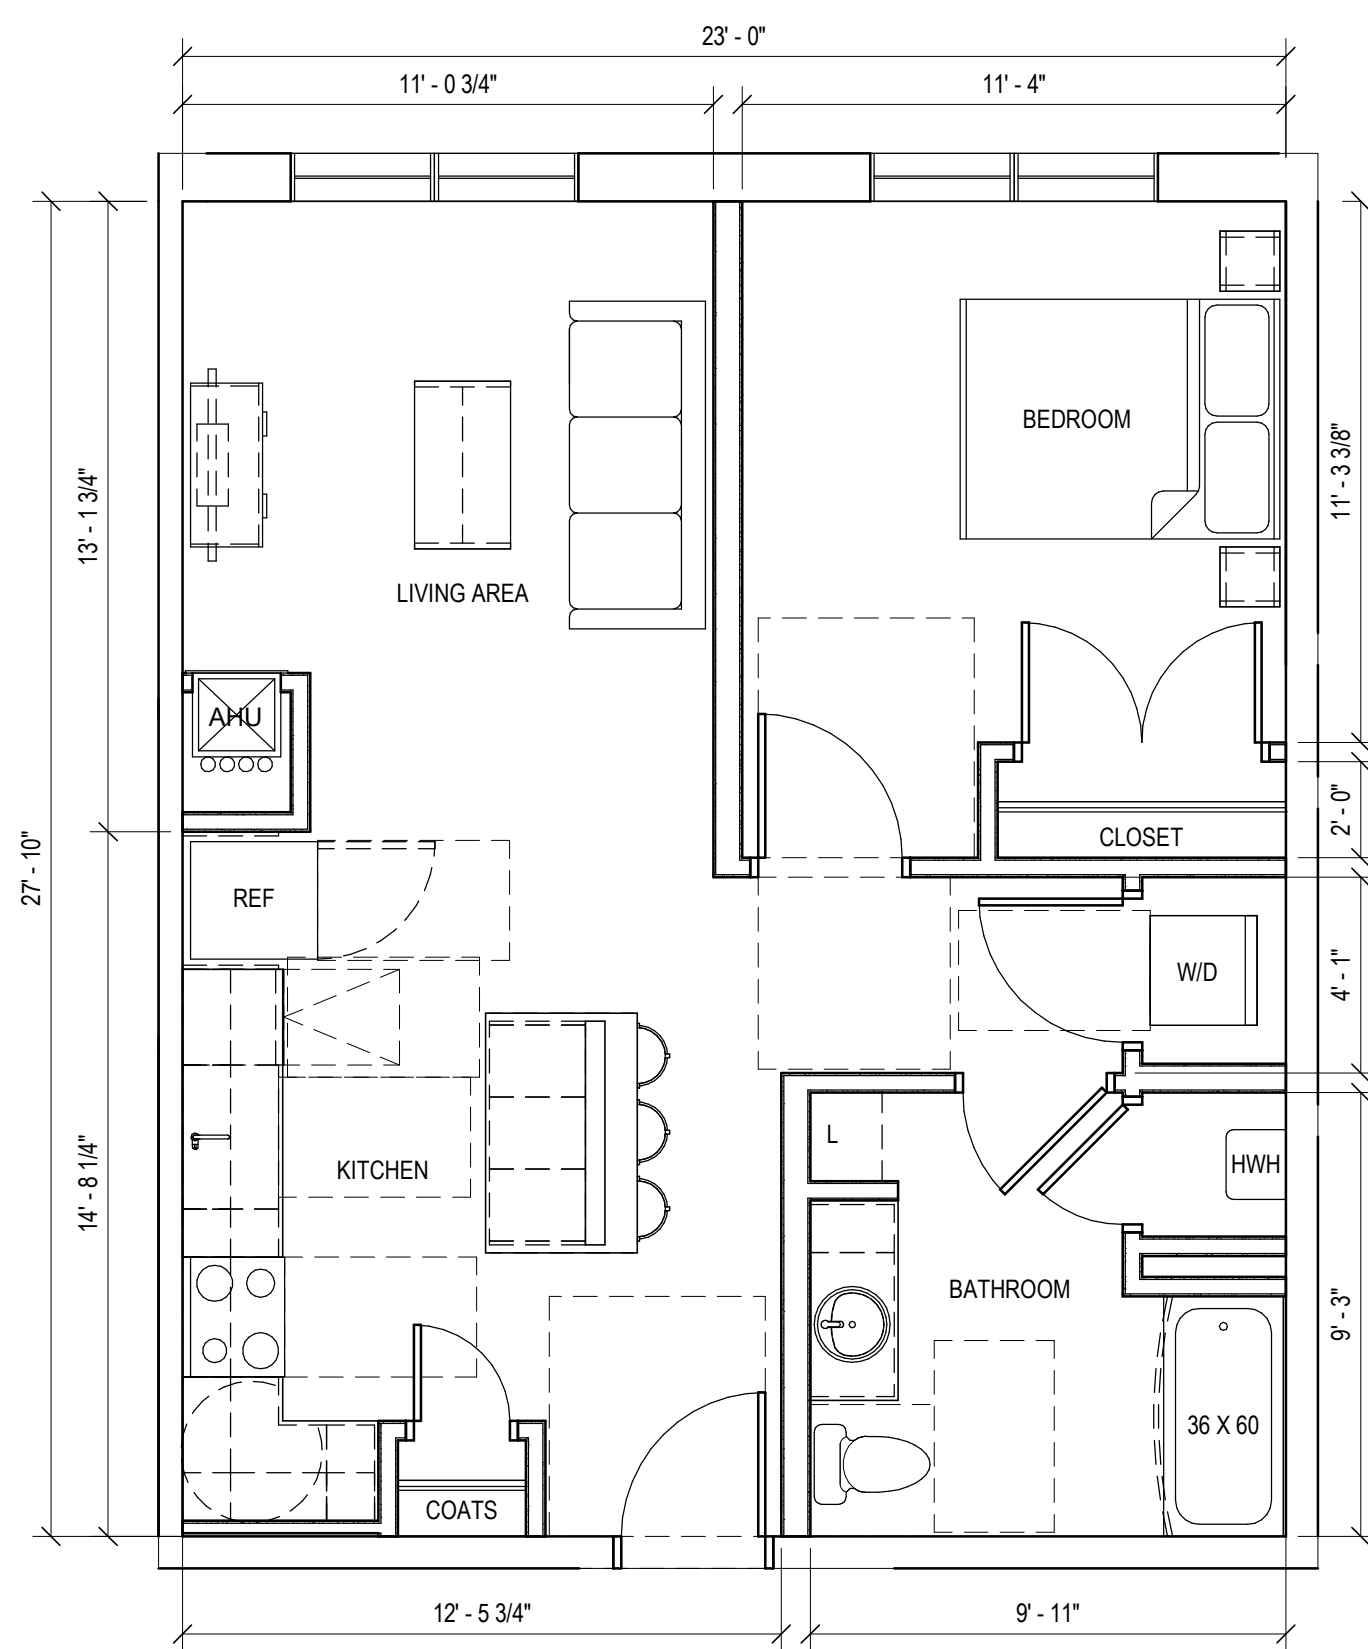 23' - 0"
11' - 0 3/4"
11' - 4"
BEDROOM
11' - 3 3/8"
13' - 1 3/4"
LIVING AREA
AHU
2' - 0"
CLOSET
27' - 10"
REF
W/D
4' - 1"
L
KITCHEN
HWH
14' - 8 1/4"
BATHROOM
9' - 3"
36 X 60
COATS
12' - 5 3/4"
9' - 11"